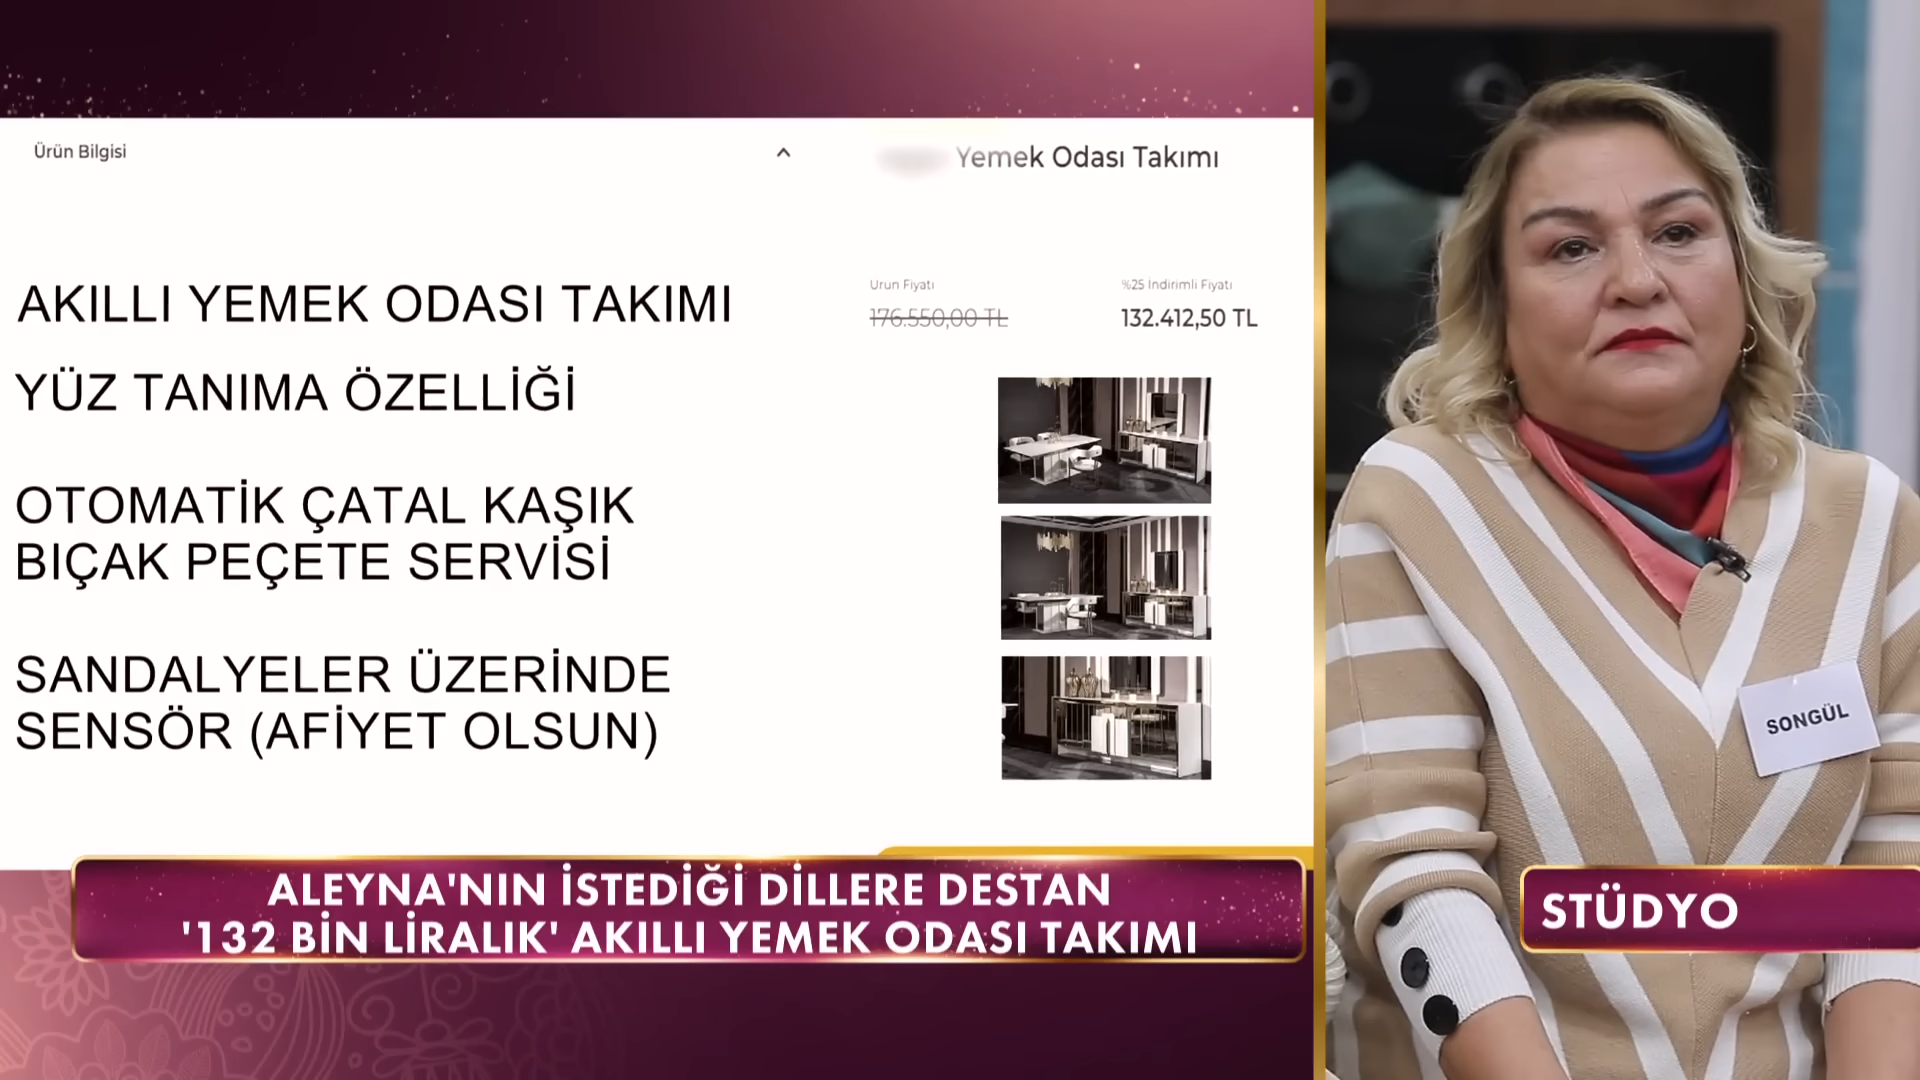 Ürün Bilgisi
Yemek Odası Takımı
AKILLI YEMEK ODASI TAKIMI
YÜZ TANIMA ÖZELLİĞİ
OTOMATİK ÇATAL KAŞIK
BIÇAK PEÇETE SERVİSİ
SANDALYELER ÜZERİNDE
SENSÖR (AFİYET OLSUN)
Urun Fiyatı
176.550,00 TL
%25 İndirimli Fiyatı
132.412,50 TL
SONGÜL
STÜDYO
ALEYNA'NIN İSTEDİĞİ DİLLERE DESTAN
'132 BİN LİRALIK' AKILLI YEMEK ODASI TAKIMI